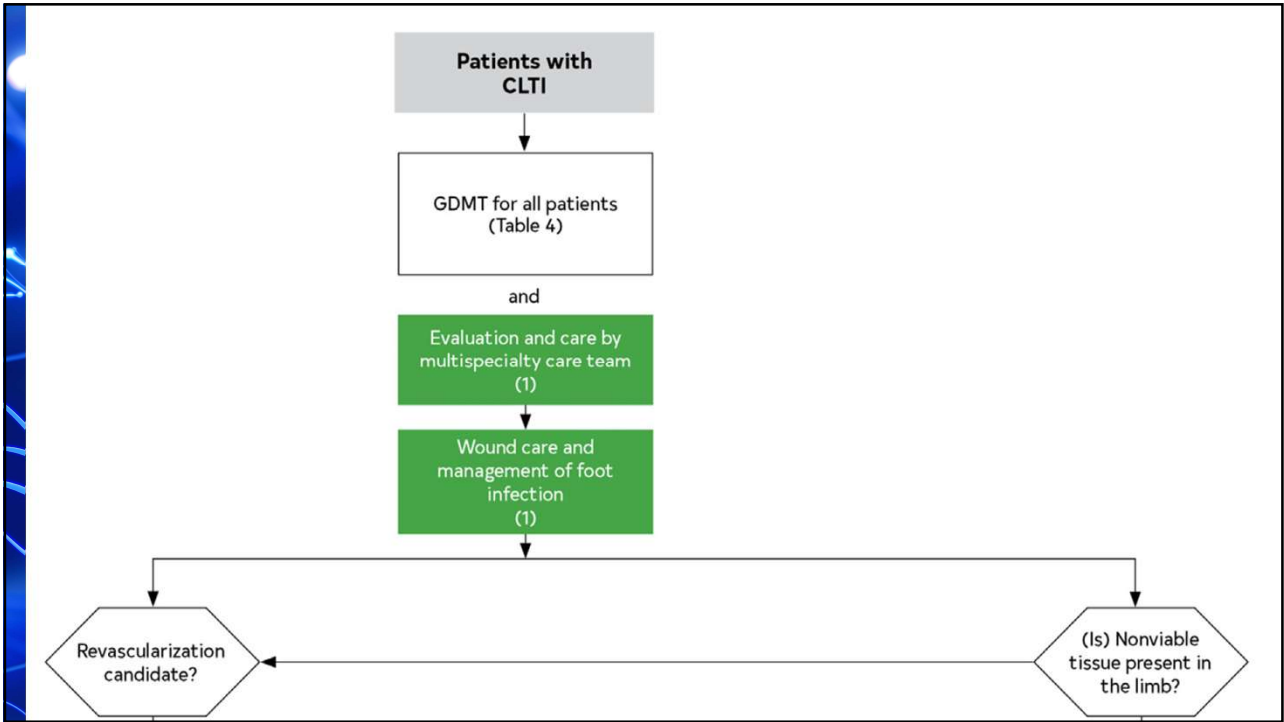 Patients with
CLTI
GDMT for all patients
(Table 4)
and
Evaluation and care by
multispecialty care team
(1)
Wound care and
management of foot
infection
(1)
Revascularization
candidate?
(Is) Nonviable
tissue present in
the limb?